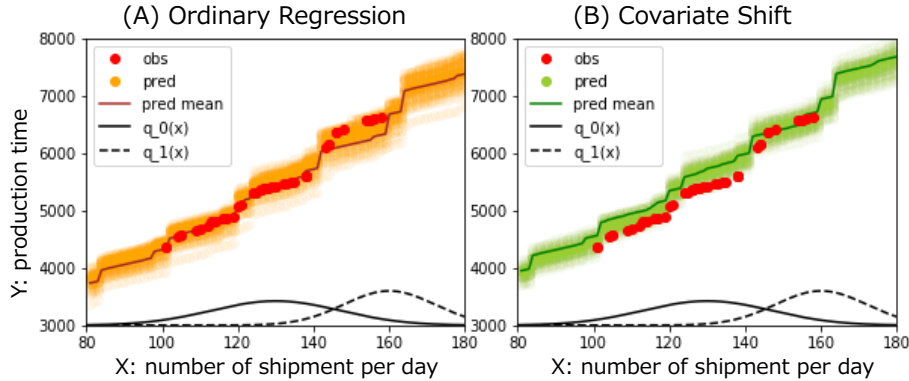 (A) Ordinary Regression
(B) Covariate Shift
Y: production time
8000
7000
6000
5000
4000
3000
obs
pred
pred mean
q_0(x)
q_1(x)
80
100
120
140
160
180
X: number of shipment per day
8000
7000
6000
5000
4000
3000
obs
pred
pred mean
q_0(x)
q_1(x)
80
100
120
140
160
180
X: number of shipment per day